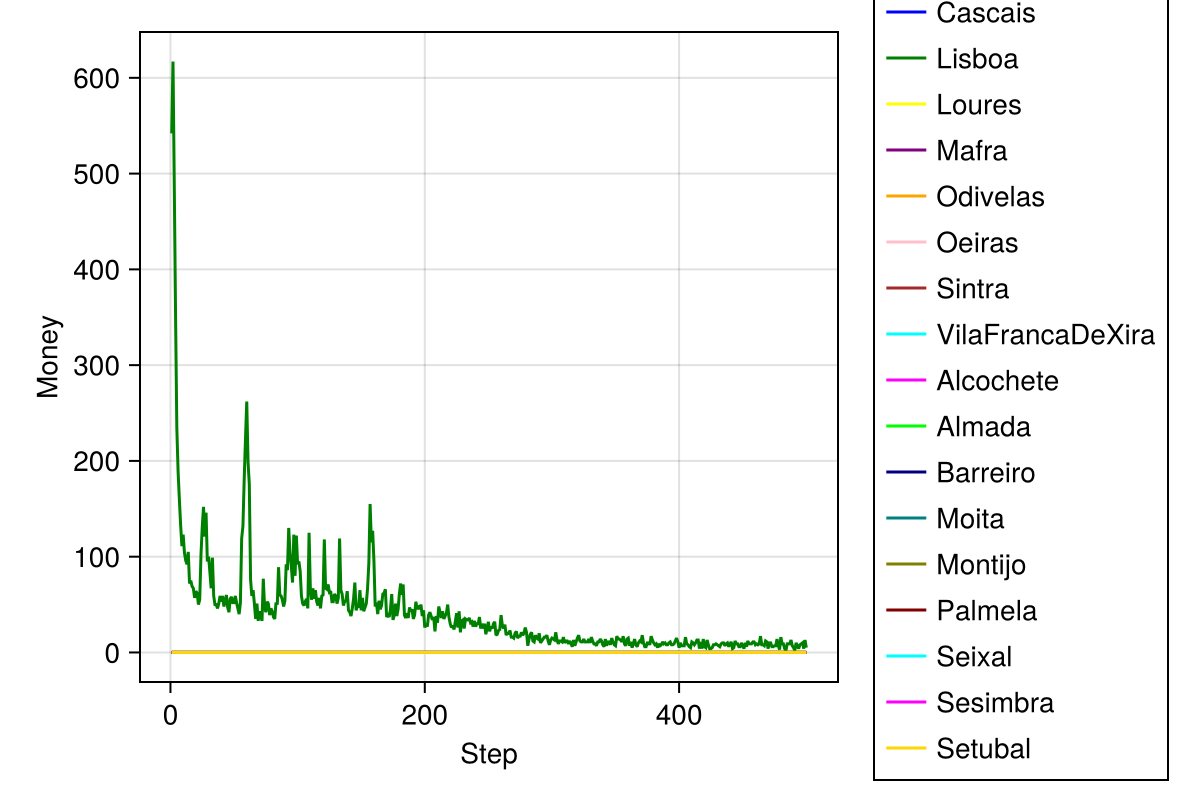 Money
600
500
400
300
200
100
0
0
200
400
Step
Cascais
Lisboa
Loures
Mafra
Odivelas
Oeiras
Sintra
VilaFrancaDeXira
Alcochete
Almada
Barreiro
Moita
Montijo
Palmela
Seixal
Sesimbra
Setubal